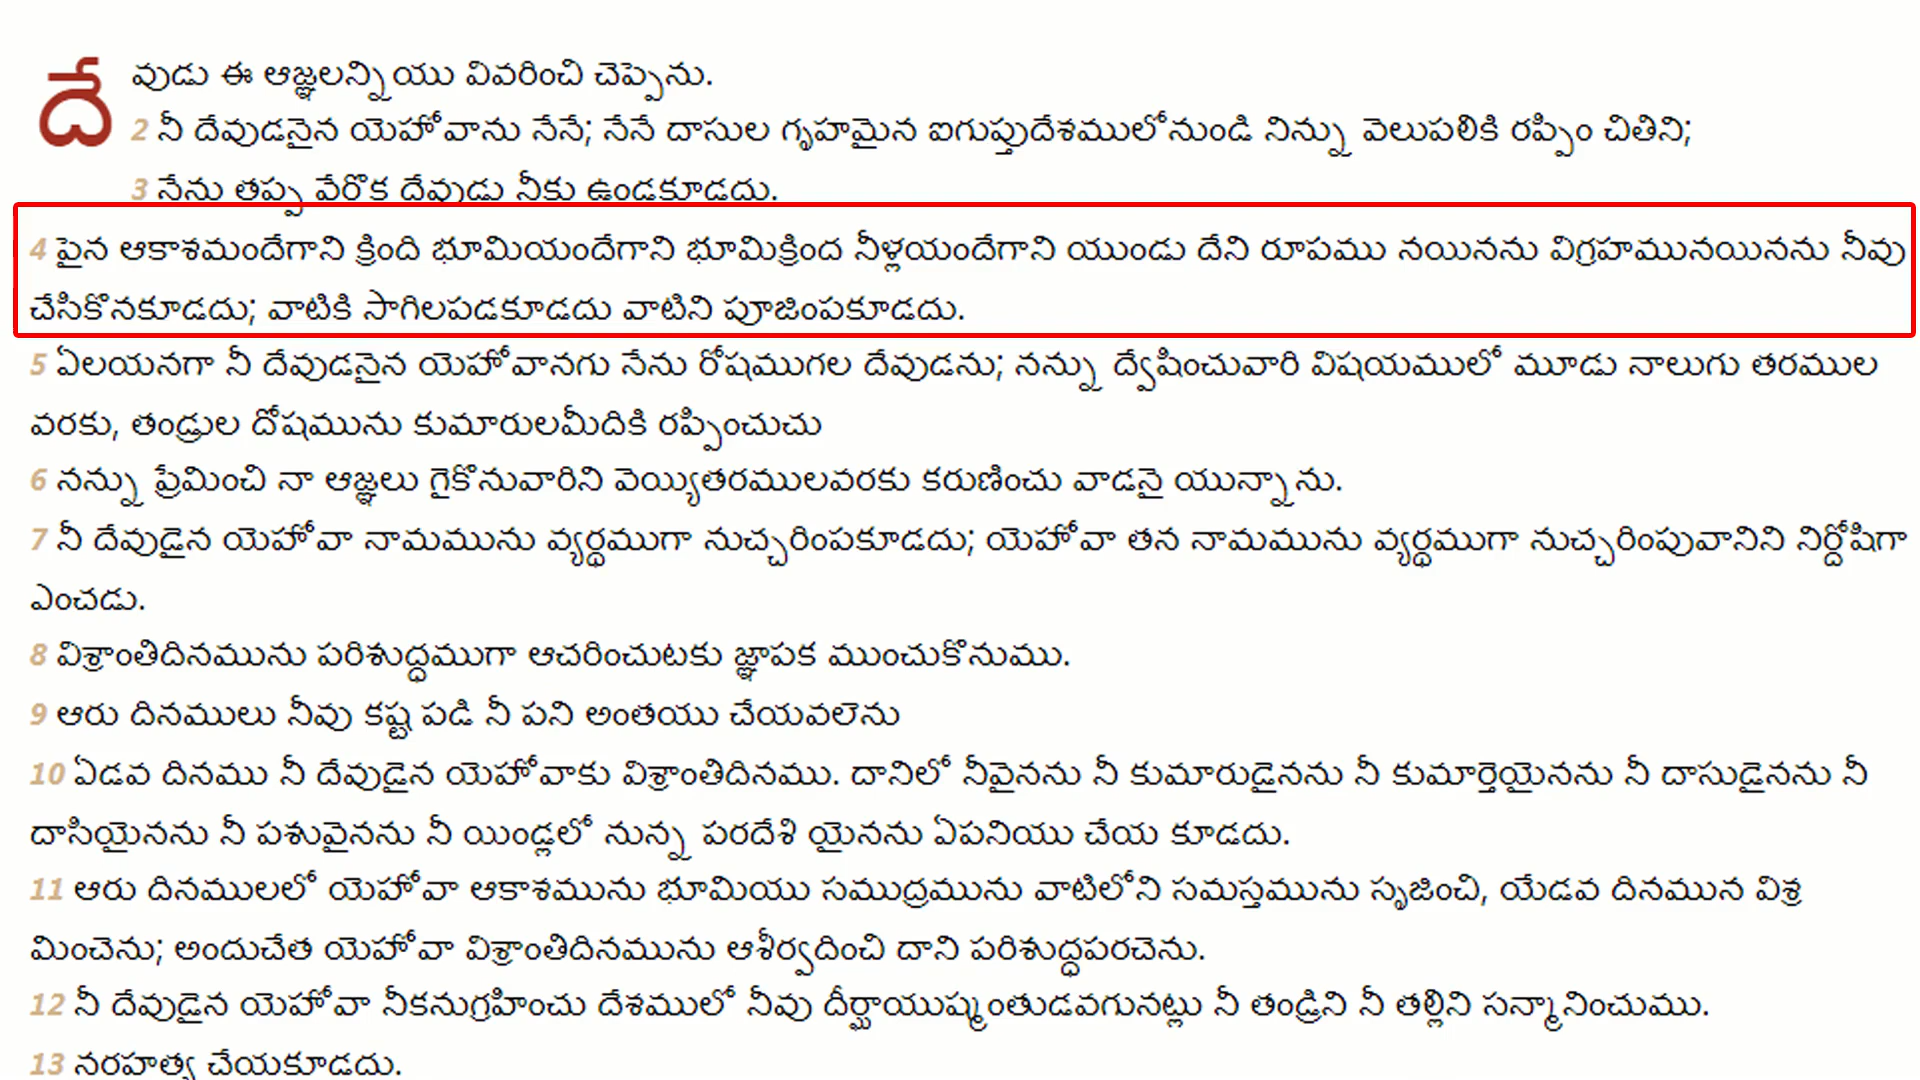 దేవుడు ఈ ఆజ్ఞలన్నియు వివరించి చెప్పెను.
2 నీ దేవుడనైన యెహోవాను నేనే; నేనే దాసుల గృహమైన ఐగుప్తుదేశములోనుండి నిన్ను వెలుపలికి రప్పిం చితిని;
3 నేను తప్ప వేరొక దేవుడు నీకు ఉండకూడదు.
4 పైన ఆకాశమందేగాని క్రింది భూమియందేగాని భూమిక్రింద నీళ్లయందేగాని యుండు దేని రూపము నయినను విగ్రహమునయినను నీవు
చేసికొనకూడదు; వాటికి సాగిలపడకూడదు వాటిని పూజింపకూడదు.
5 ఏలయనగా నీ దేవుడనైన యెహోవానగు నేను రోషముగల దేవుడను; నన్ను ద్వేషించువారి విషయములో మూడు నాలుగు తరముల
వరకు, తండ్రుల దోషమును కుమారులమీదికి రప్పించుచు
6 నన్ను ప్రేమించి నా ఆజ్ఞలు గైకొనువారిని వెయ్యితరములవరకు కరుణించు వాడనై యున్నాను.
7 నీ దేవుడైన యెహోవా నామమును వ్యర్థముగా నుచ్చరింపకూడదు; యెహోవా తన నామమును వ్యర్థముగా నుచ్చరింపువానిని నిర్దోషిగా
ఎంచడు.
8 విశ్రాంతిదినమును పరిశుద్ధముగా ఆచరించుటకు జ్ఞాపక ముంచుకొనుము.
9 ఆరు దినములు నీవు కష్ట పడి నీ పని అంతయు చేయవలెను
10 ఏడవ దినము నీ దేవుడైన యెహోవాకు విశ్రాంతిదినము. దానిలో నీవైనను నీ కుమారుడైనను నీ కుమార్తెయైనను నీ దాసుడైనను నీ
దాసియైనను నీ పశువైనను నీ యిండ్లలో నున్న పరదేశి యైనను ఏపనియు చేయ కూడదు.
11 ఆరు దినములలో యెహోవా ఆకాశమును భూమియు సముద్రమును వాటిలోని సమస్తమును సృజించి, యేడవ దినమున విశ్ర
మించెను; అందుచేత యెహోవా విశ్రాంతిదినమును ఆశీర్వదించి దాని పరిశుద్ధపరచెను.
12 నీ దేవుడైన యెహోవా నీకనుగ్రహించు దేశములో నీవు దీర్ఘాయుష్మంతుడవగునట్లు నీ తండ్రిని నీ తల్లిని సన్మానించుము.
13 నరహత్య చేయకూడదు.